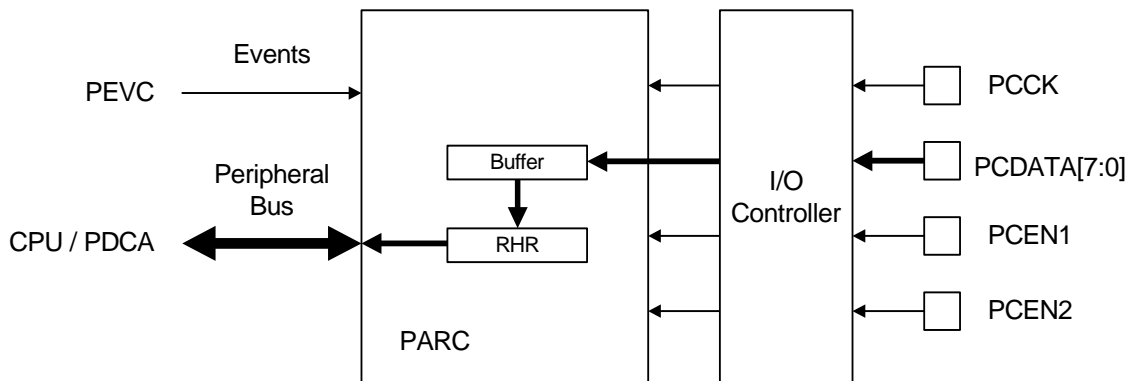 Events
PEVC
PCCK
Buffer
PCDATA[7:0]
Peripheral
Bus
I/O
Controller
CPU / PDCA
RHR
PCEN1
PCEN2
PARC